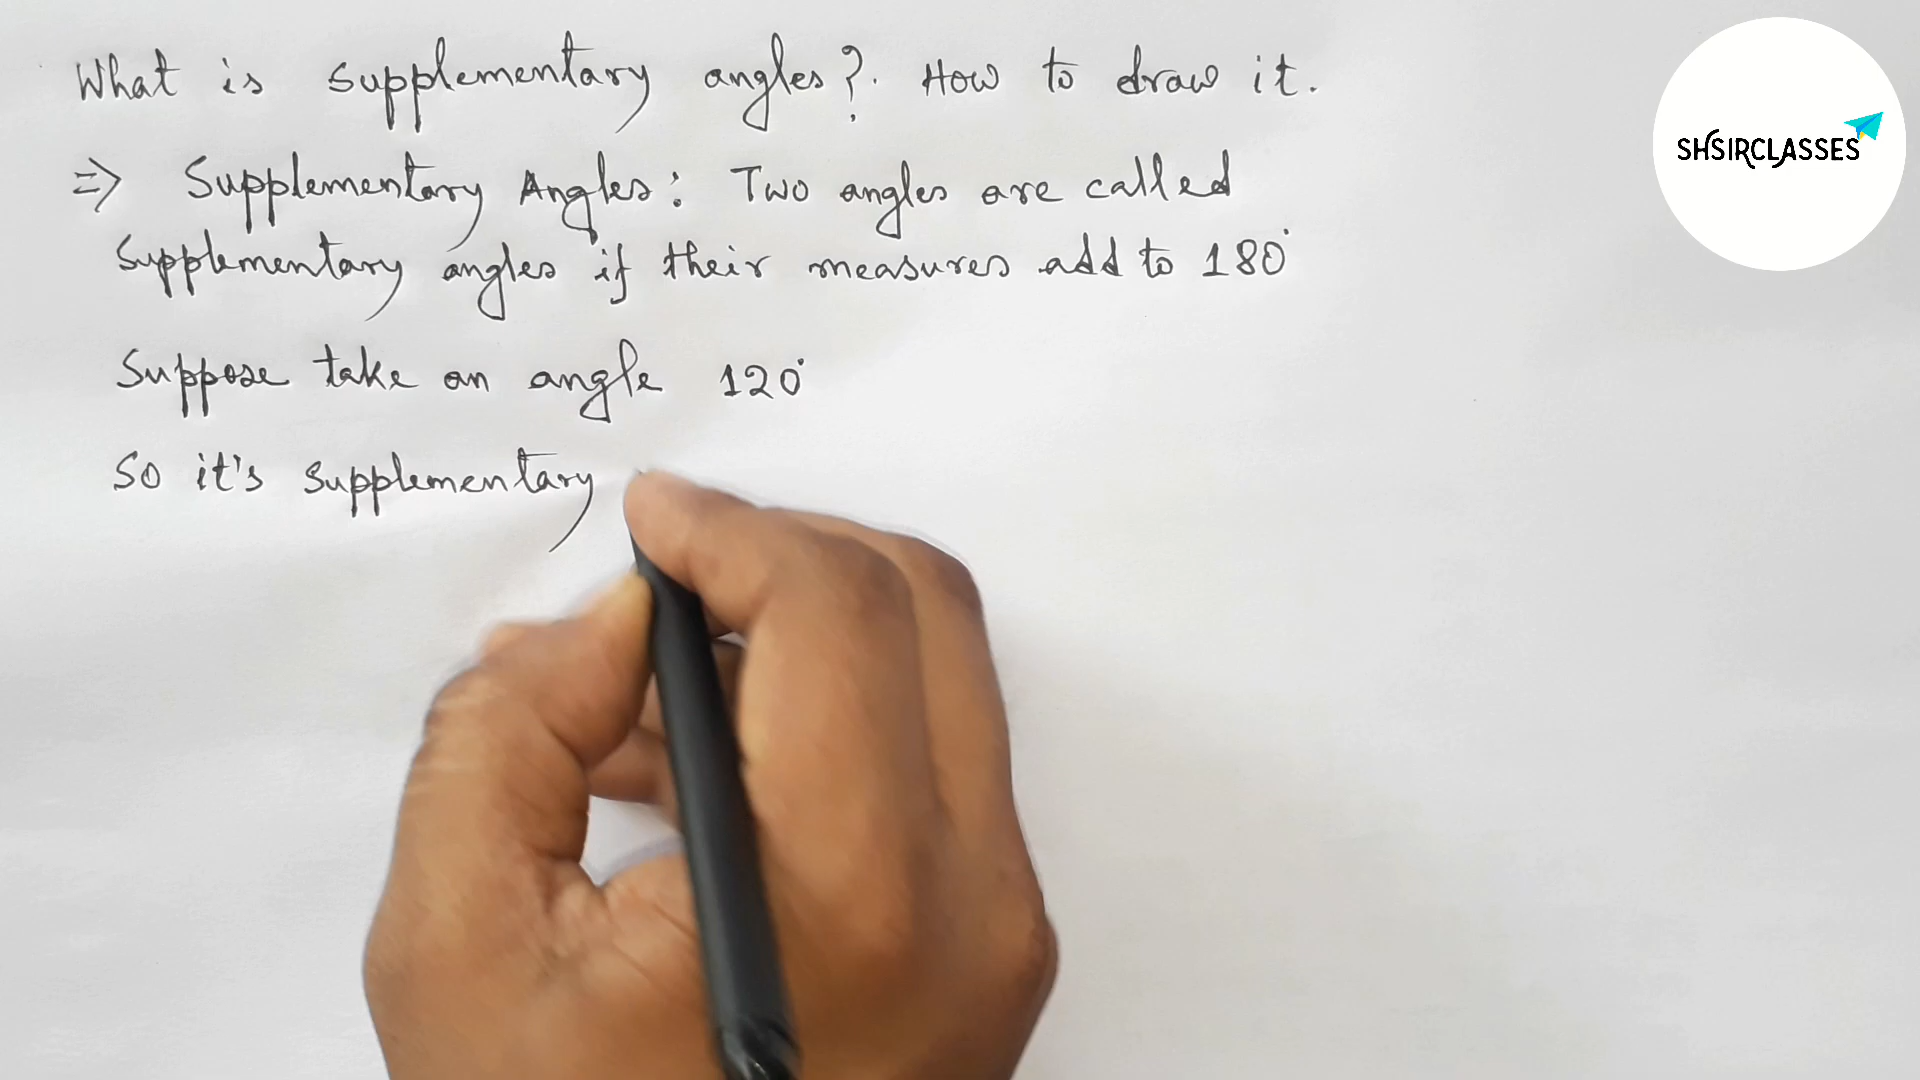 What is supplementary angles?. How to draw it.
SHSIRCLASSES
=> Supplementary Angles: Two angles are called
supplementary angles if their measures add to 180°
Suppose take an angle 120°
So it's supplementary